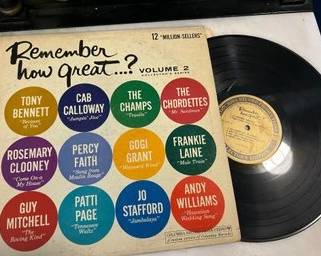 12 "MILLION-SELLERS"
Remember
how great...?
VOLUME 2
COLLECTOR'S SERIES
TONY
BENNETT
"Because
of You"
CAB
CALLOWAY
"Jumpin' Jive"
THE
CHAMPS
"Tequila"
THE
CHORDETTES
"Mr. Sandman"
ROSEMARY
CLOONEY
"Come On-a
My House"
PERCY
FAITH
"Song from
Moulin Rouge"
GOGI
GRANT
"Wayward Wind"
FRANKIE
LAINE
"Mule Train"
GUY
MITCHELL
"The
Roving Kind"
PATTI
PAGE
"Tennessee
Waltz"
JO
STAFFORD
"Jambalaya"
ANDY
WILLIAMS
"Hawaiian
Wedding Song"